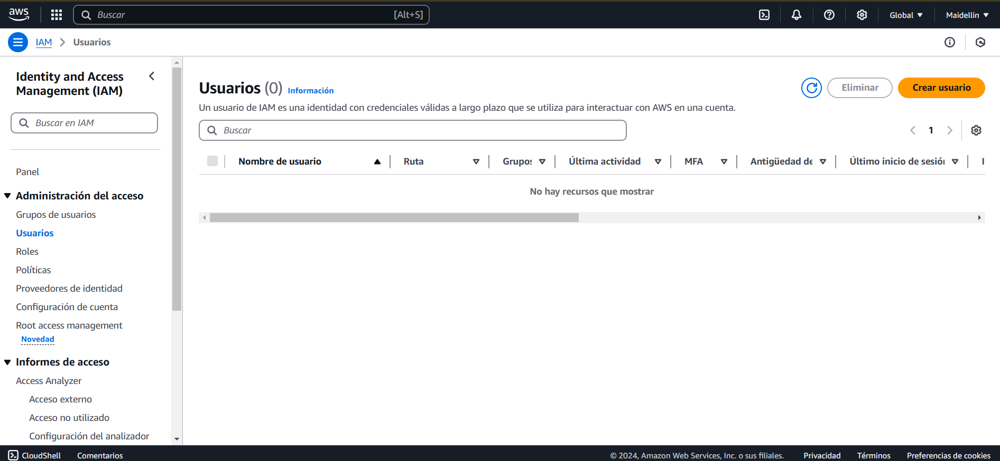 aws
Buscar [Alt+S]
Global
Maidellin
IAM
Usuarios
Identity and Access
Management (IAM)
Buscar en IAM
Panel
Administración del acceso
Grupos de usuarios
Usuarios
Roles
Políticas
Proveedores de identidad
Configuración de cuenta
Root access management
Novedad
Informes de acceso
Access Analyzer
Acceso externo
Acceso no utilizado
Configuración del analizador
Usuarios (0) Información
Eliminar
Crear usuario
Un usuario de IAM es una identidad con credenciales válidas a largo plazo que se utiliza para interactuar con AWS en una cuenta.
Buscar
1
Nombre de usuario Ruta Grupos Última actividad MFA Antigüedad de Último inicio de sesión
No hay recursos que mostrar
CloudShell Comentarios © 2024, Amazon Web Services, Inc. o sus filiales. Privacidad Términos Preferencias de cookies